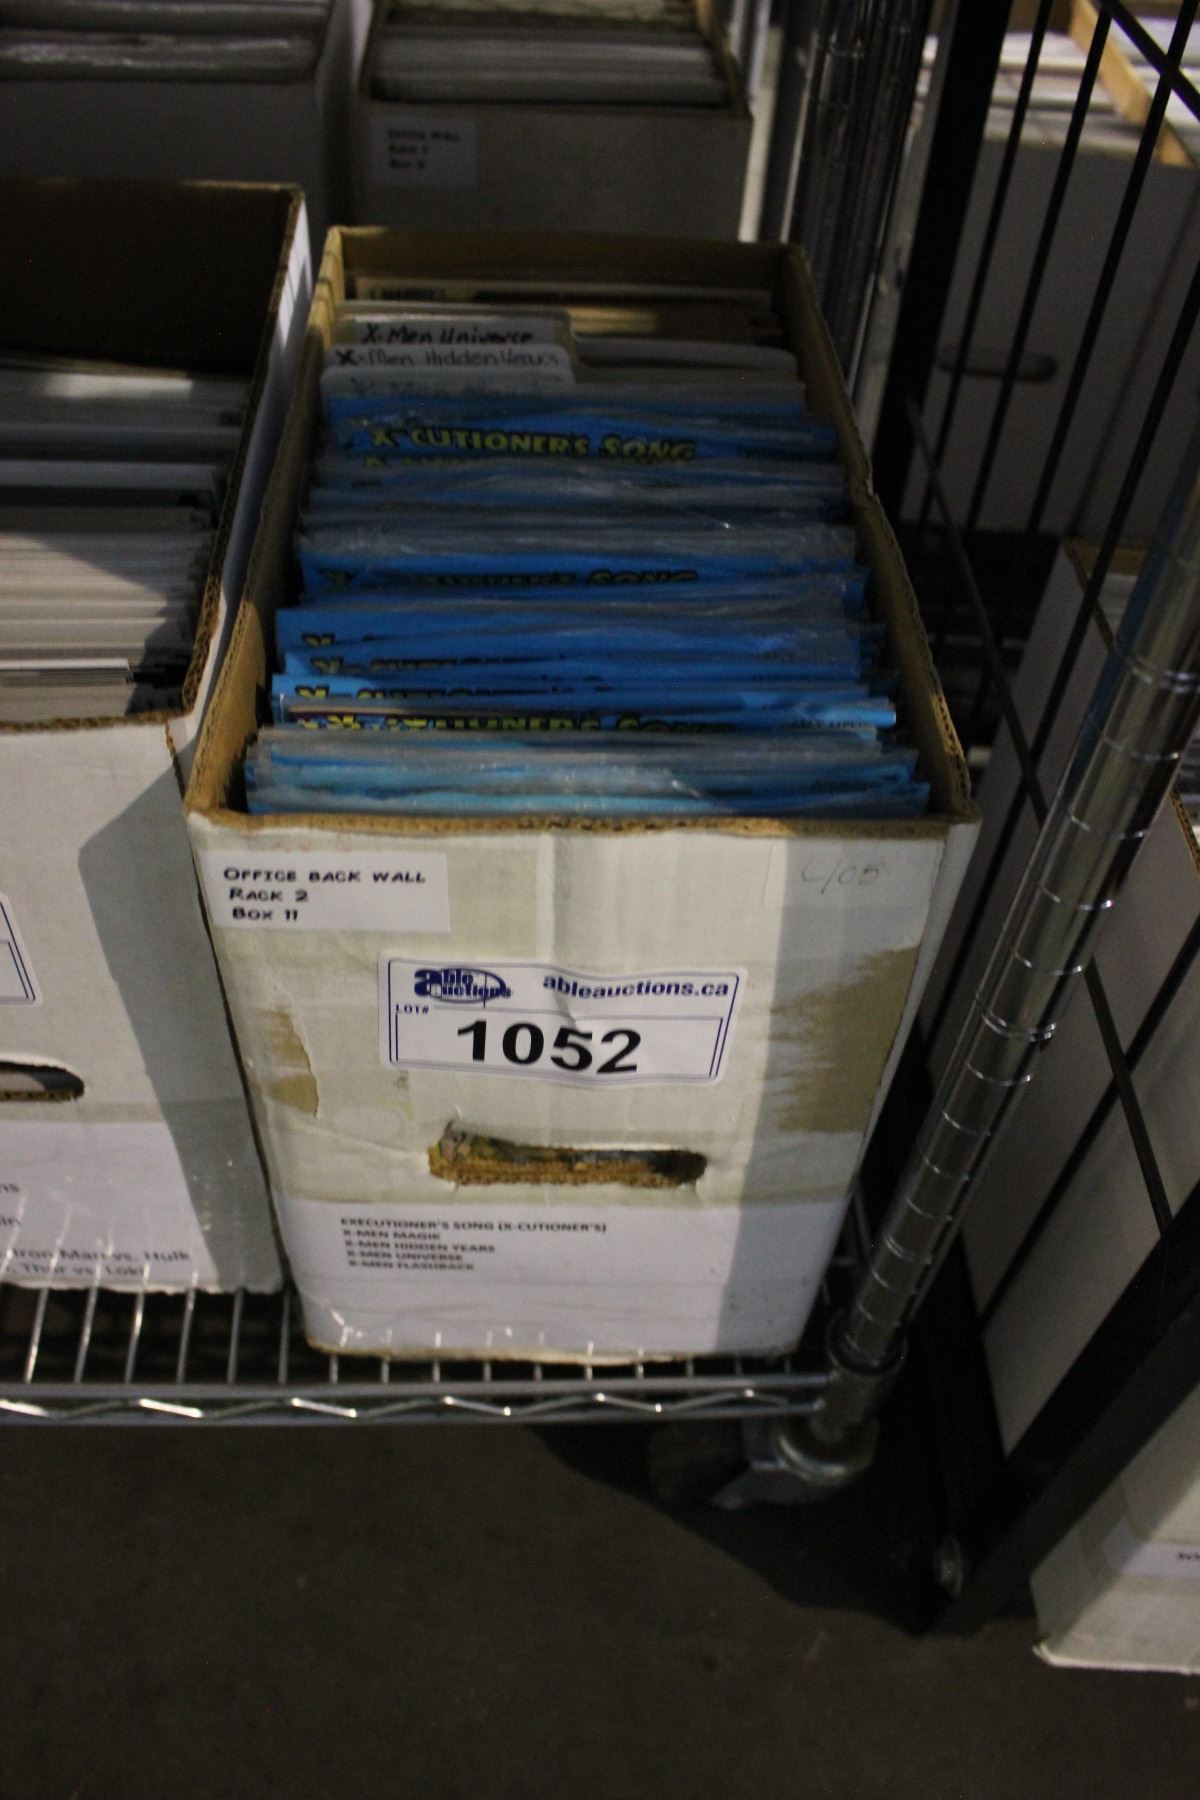 X-Men Universe
X-Men Hidden Years
X-CUTIONER'S SONG
OFFICE BACK WALL
RACK 2
BOX 11
able auctions
ableauctions.ca
LOT#
1052
EXECUTIONER'S SONG (X-CUTIONER'S)
X-MEN MAGIK
X-MEN HIDDEN YEARS
X-MEN UNIVERSE
X-MEN FLASHBACK